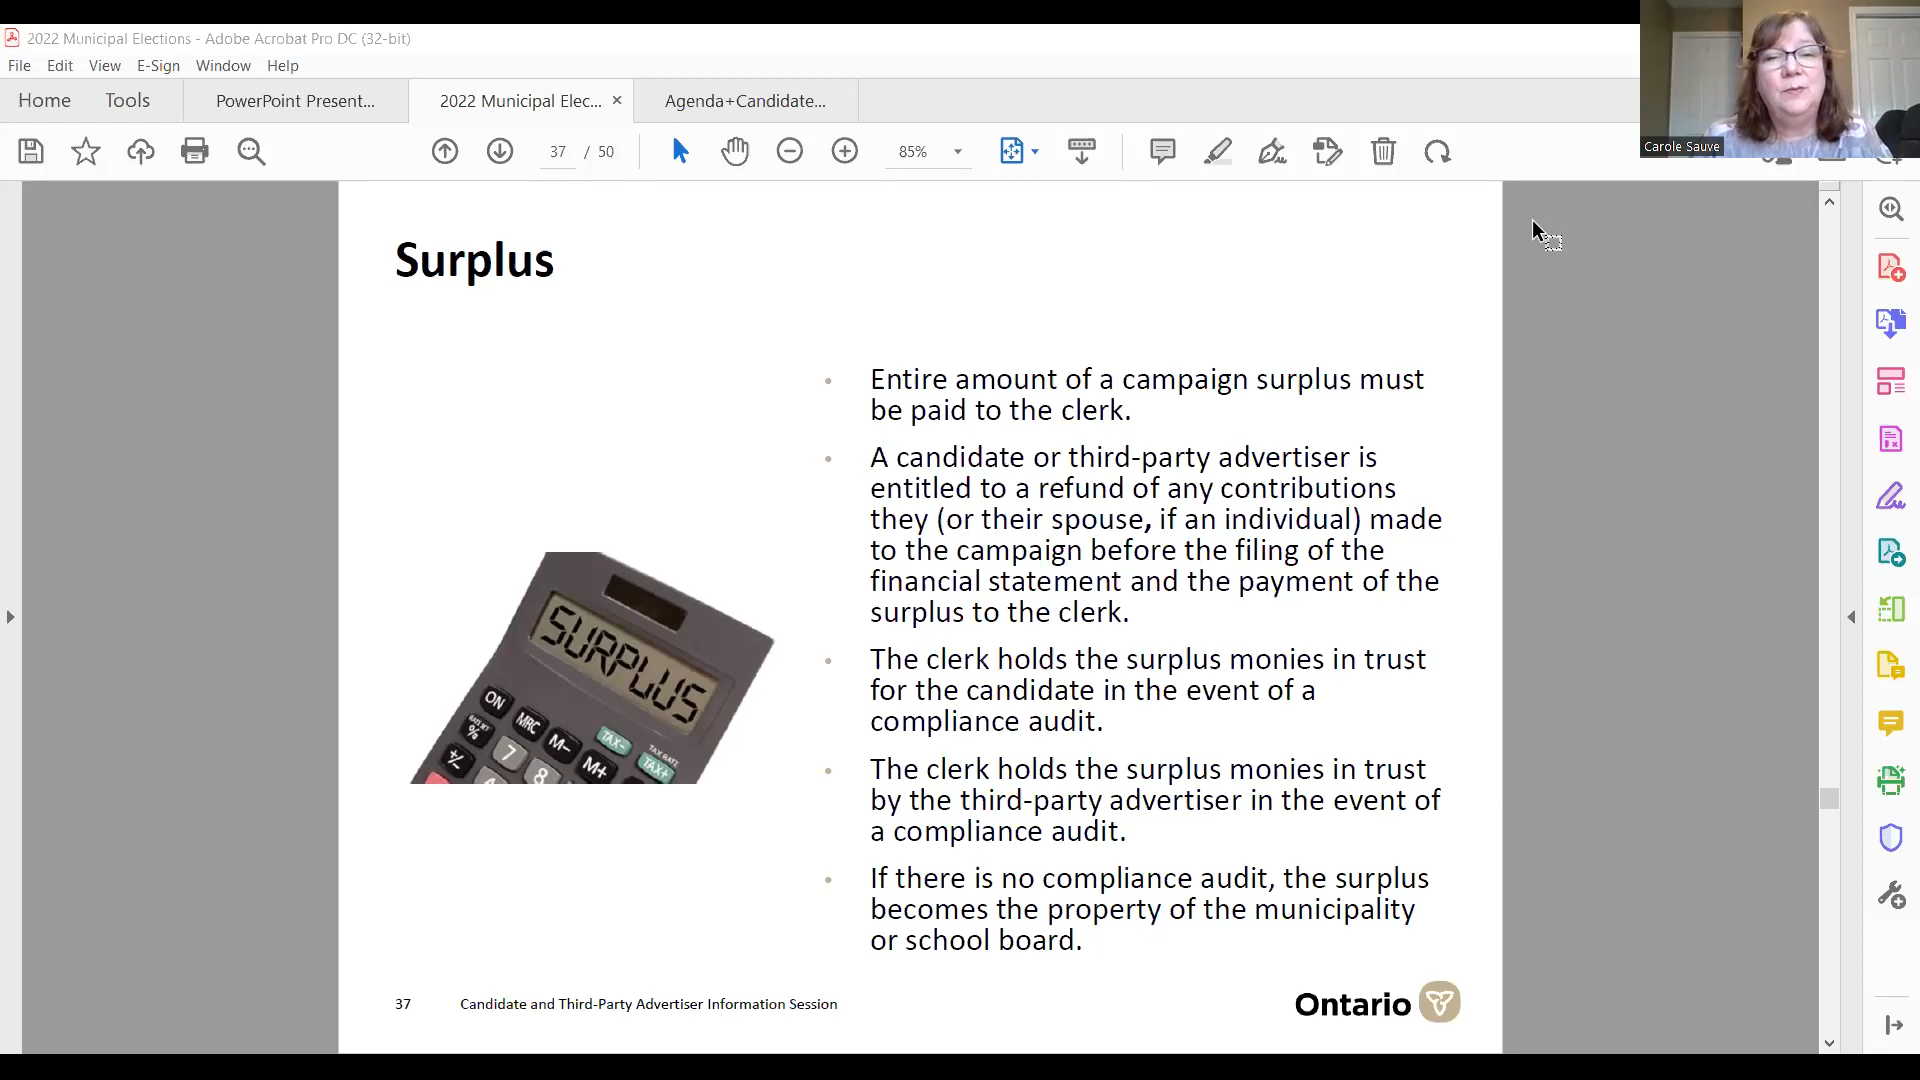 2022 Municipal Elections - Adobe Acrobat Pro DC (32-bit)
File Edit View E-Sign Window Help
Home Tools PowerPoint Present... 2022 Municipal Elec... × Agenda+Candidate...
37 / 50 85%
Carole Sauve
Surplus
• Entire amount of a campaign surplus must
be paid to the clerk.
• A candidate or third-party advertiser is
entitled to a refund of any contributions
they (or their spouse, if an individual) made
to the campaign before the filing of the
financial statement and the payment of the
surplus to the clerk.
• The clerk holds the surplus monies in trust
for the candidate in the event of a
compliance audit.
• The clerk holds the surplus monies in trust
by the third-party advertiser in the event of
a compliance audit.
• If there is no compliance audit, the surplus
becomes the property of the municipality
or school board.
SURPLUS
ON MRC M- TAX- TAX RATE
RATE SET % 7 M+ TAX+
+/- 8
37 Candidate and Third-Party Advertiser Information Session
Ontario